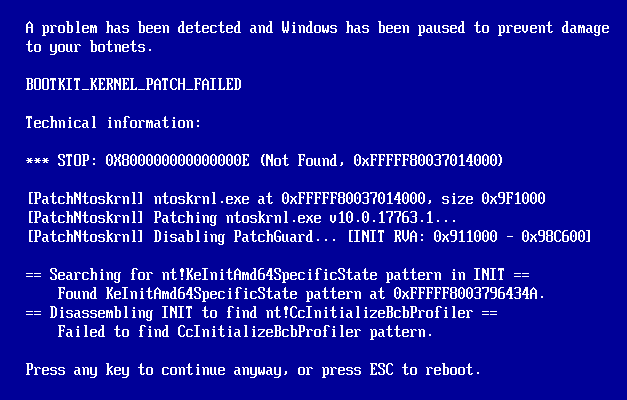 A problem has been detected and Windows has been paused to prevent damage
to your botnets.
BOOTKIT_KERNEL_PATCH_FAILED
Technical information:
*** STOP: 0X800000000000000E (Not Found, 0xFFFFF80037014000)
[PatchNtoskrnl] ntoskrnl.exe at 0xFFFFF80037014000, size 0x9F1000
[PatchNtoskrnl] Patching ntoskrnl.exe v10.0.17763.1...
[PatchNtoskrnl] Disabling PatchGuard... [INIT RVA: 0x911000 - 0x98C600]
== Searching for nt!KeInitAmd64SpecificState pattern in INIT ==
Found KeInitAmd64SpecificState pattern at 0xFFFFF8003796434A.
== Disassembling INIT to find nt!CcInitializeBcbProfiler ==
Failed to find CcInitializeBcbProfiler pattern.
Press any key to continue anyway, or press ESC to reboot.